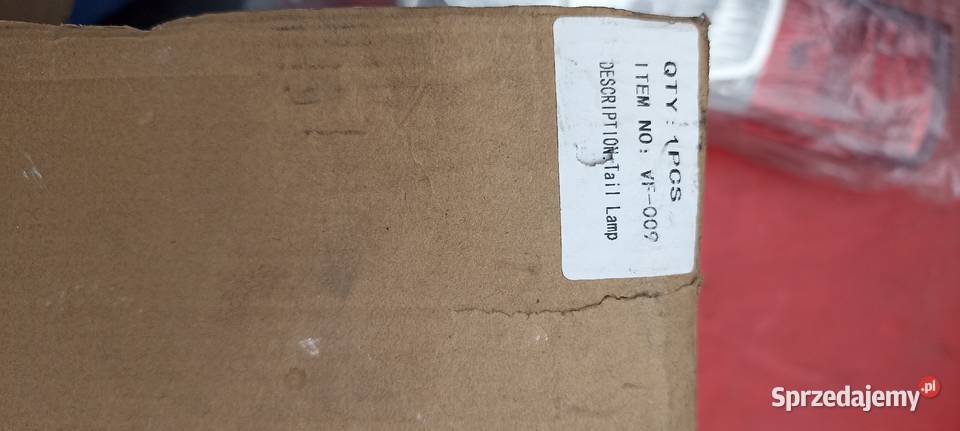 QTY: 1PCS
ITEM NO: VF-009
DESCRIPTION:Tail Lamp
Sprzedajemy.pl